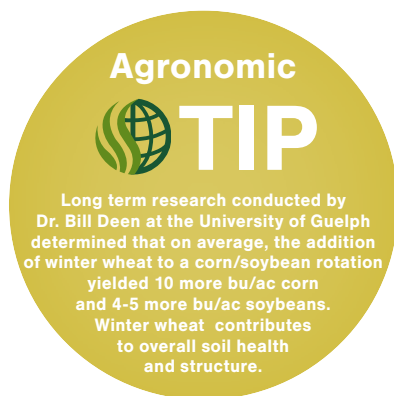 Agronomic
TIP
Long term research conducted by
Dr. Bill Deen at the University of Guelph
determined that on average, the addition
of winter wheat to a corn/soybean rotation
yielded 10 more bu/ac corn
and 4-5 more bu/ac soybeans.
Winter wheat contributes
to overall soil health
and structure.